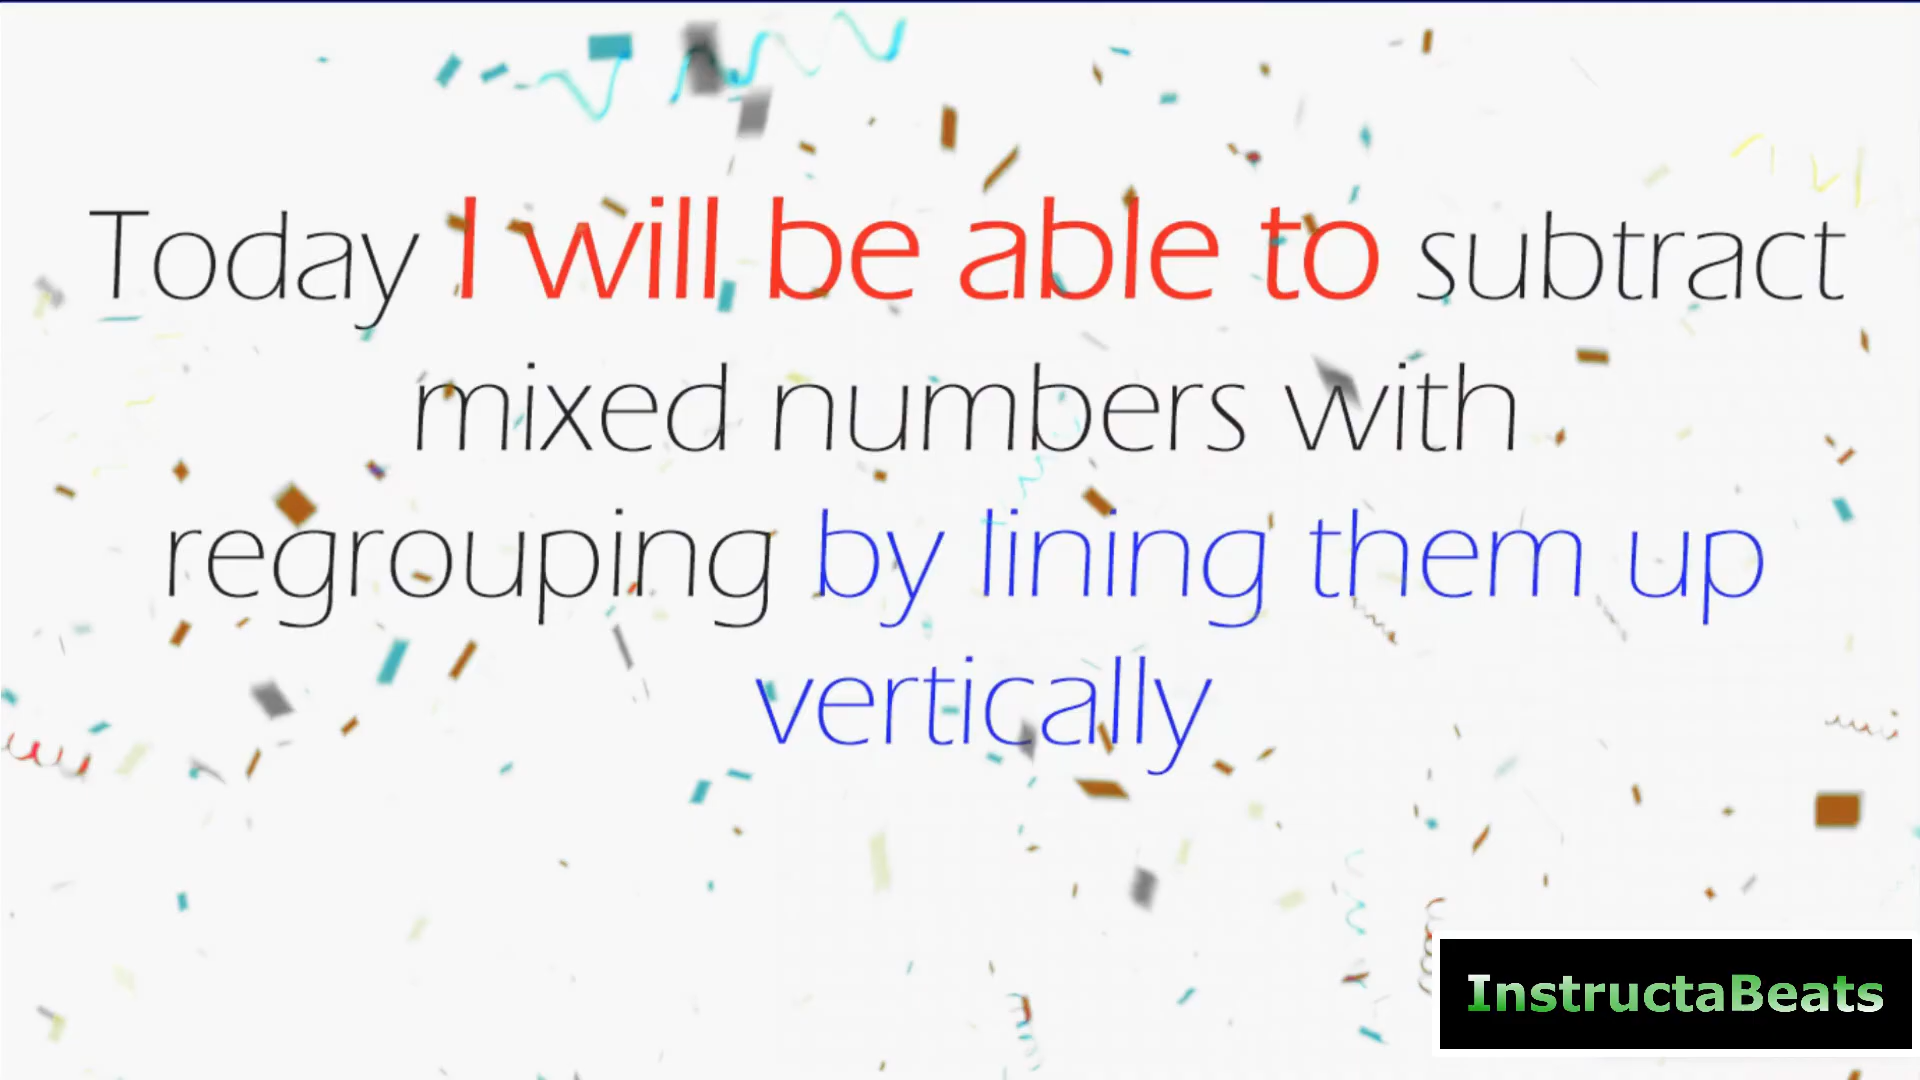 Today I will be able to subtract
mixed numbers with
regrouping by lining them up
vertically
InstructaBeats